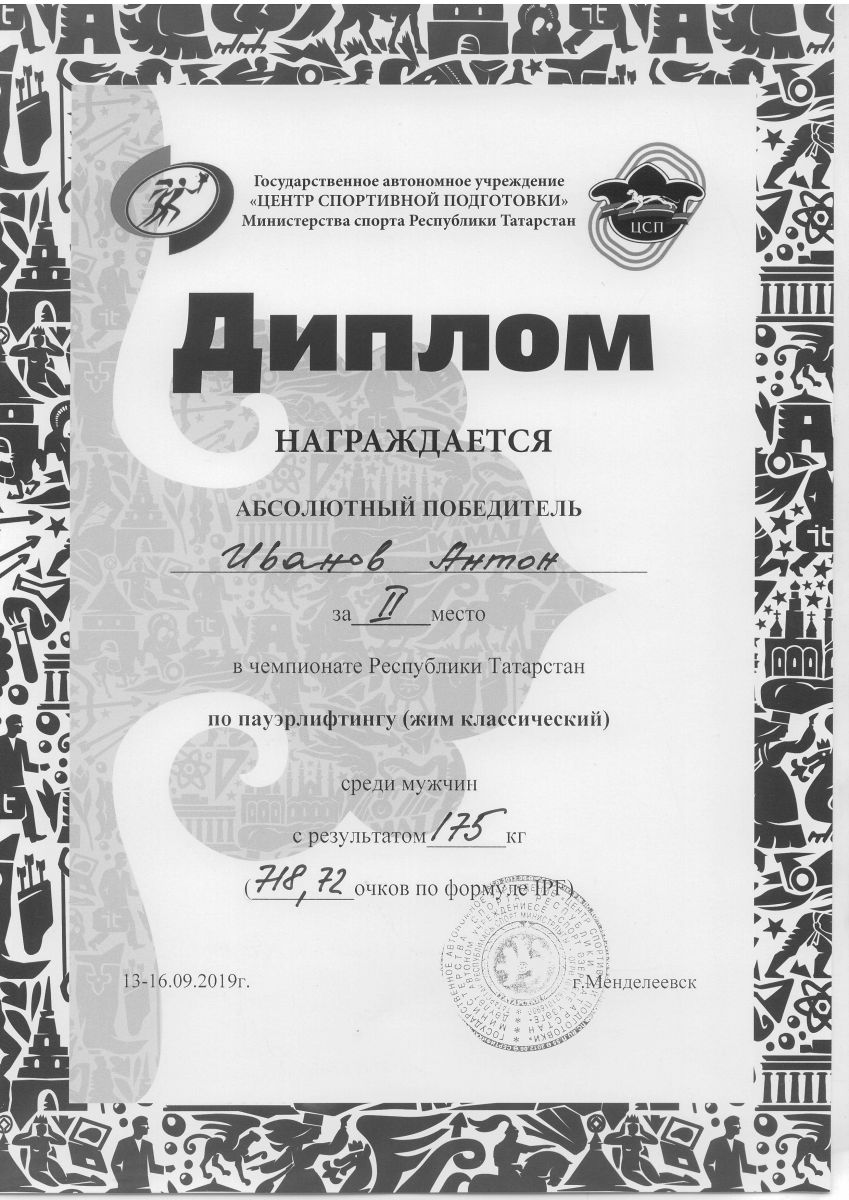 Государственное автономное учреждение
«ЦЕНТР СПОРТИВНОЙ ПОДГОТОВКИ»
Министерства спорта Республики Татарстан
ЦСП
Диплом
НАГРАЖДАЕТСЯ
АБСОЛЮТНЫЙ ПОБЕДИТЕЛЬ
Иванов Антон
за II место
в чемпионате Республики Татарстан
по пауэрлифтингу (жим классический)
среди мужчин
с результатом 175 кг
(718,72 очков по формуле IPF)
13-16.09.2019г. г.Менделеевск